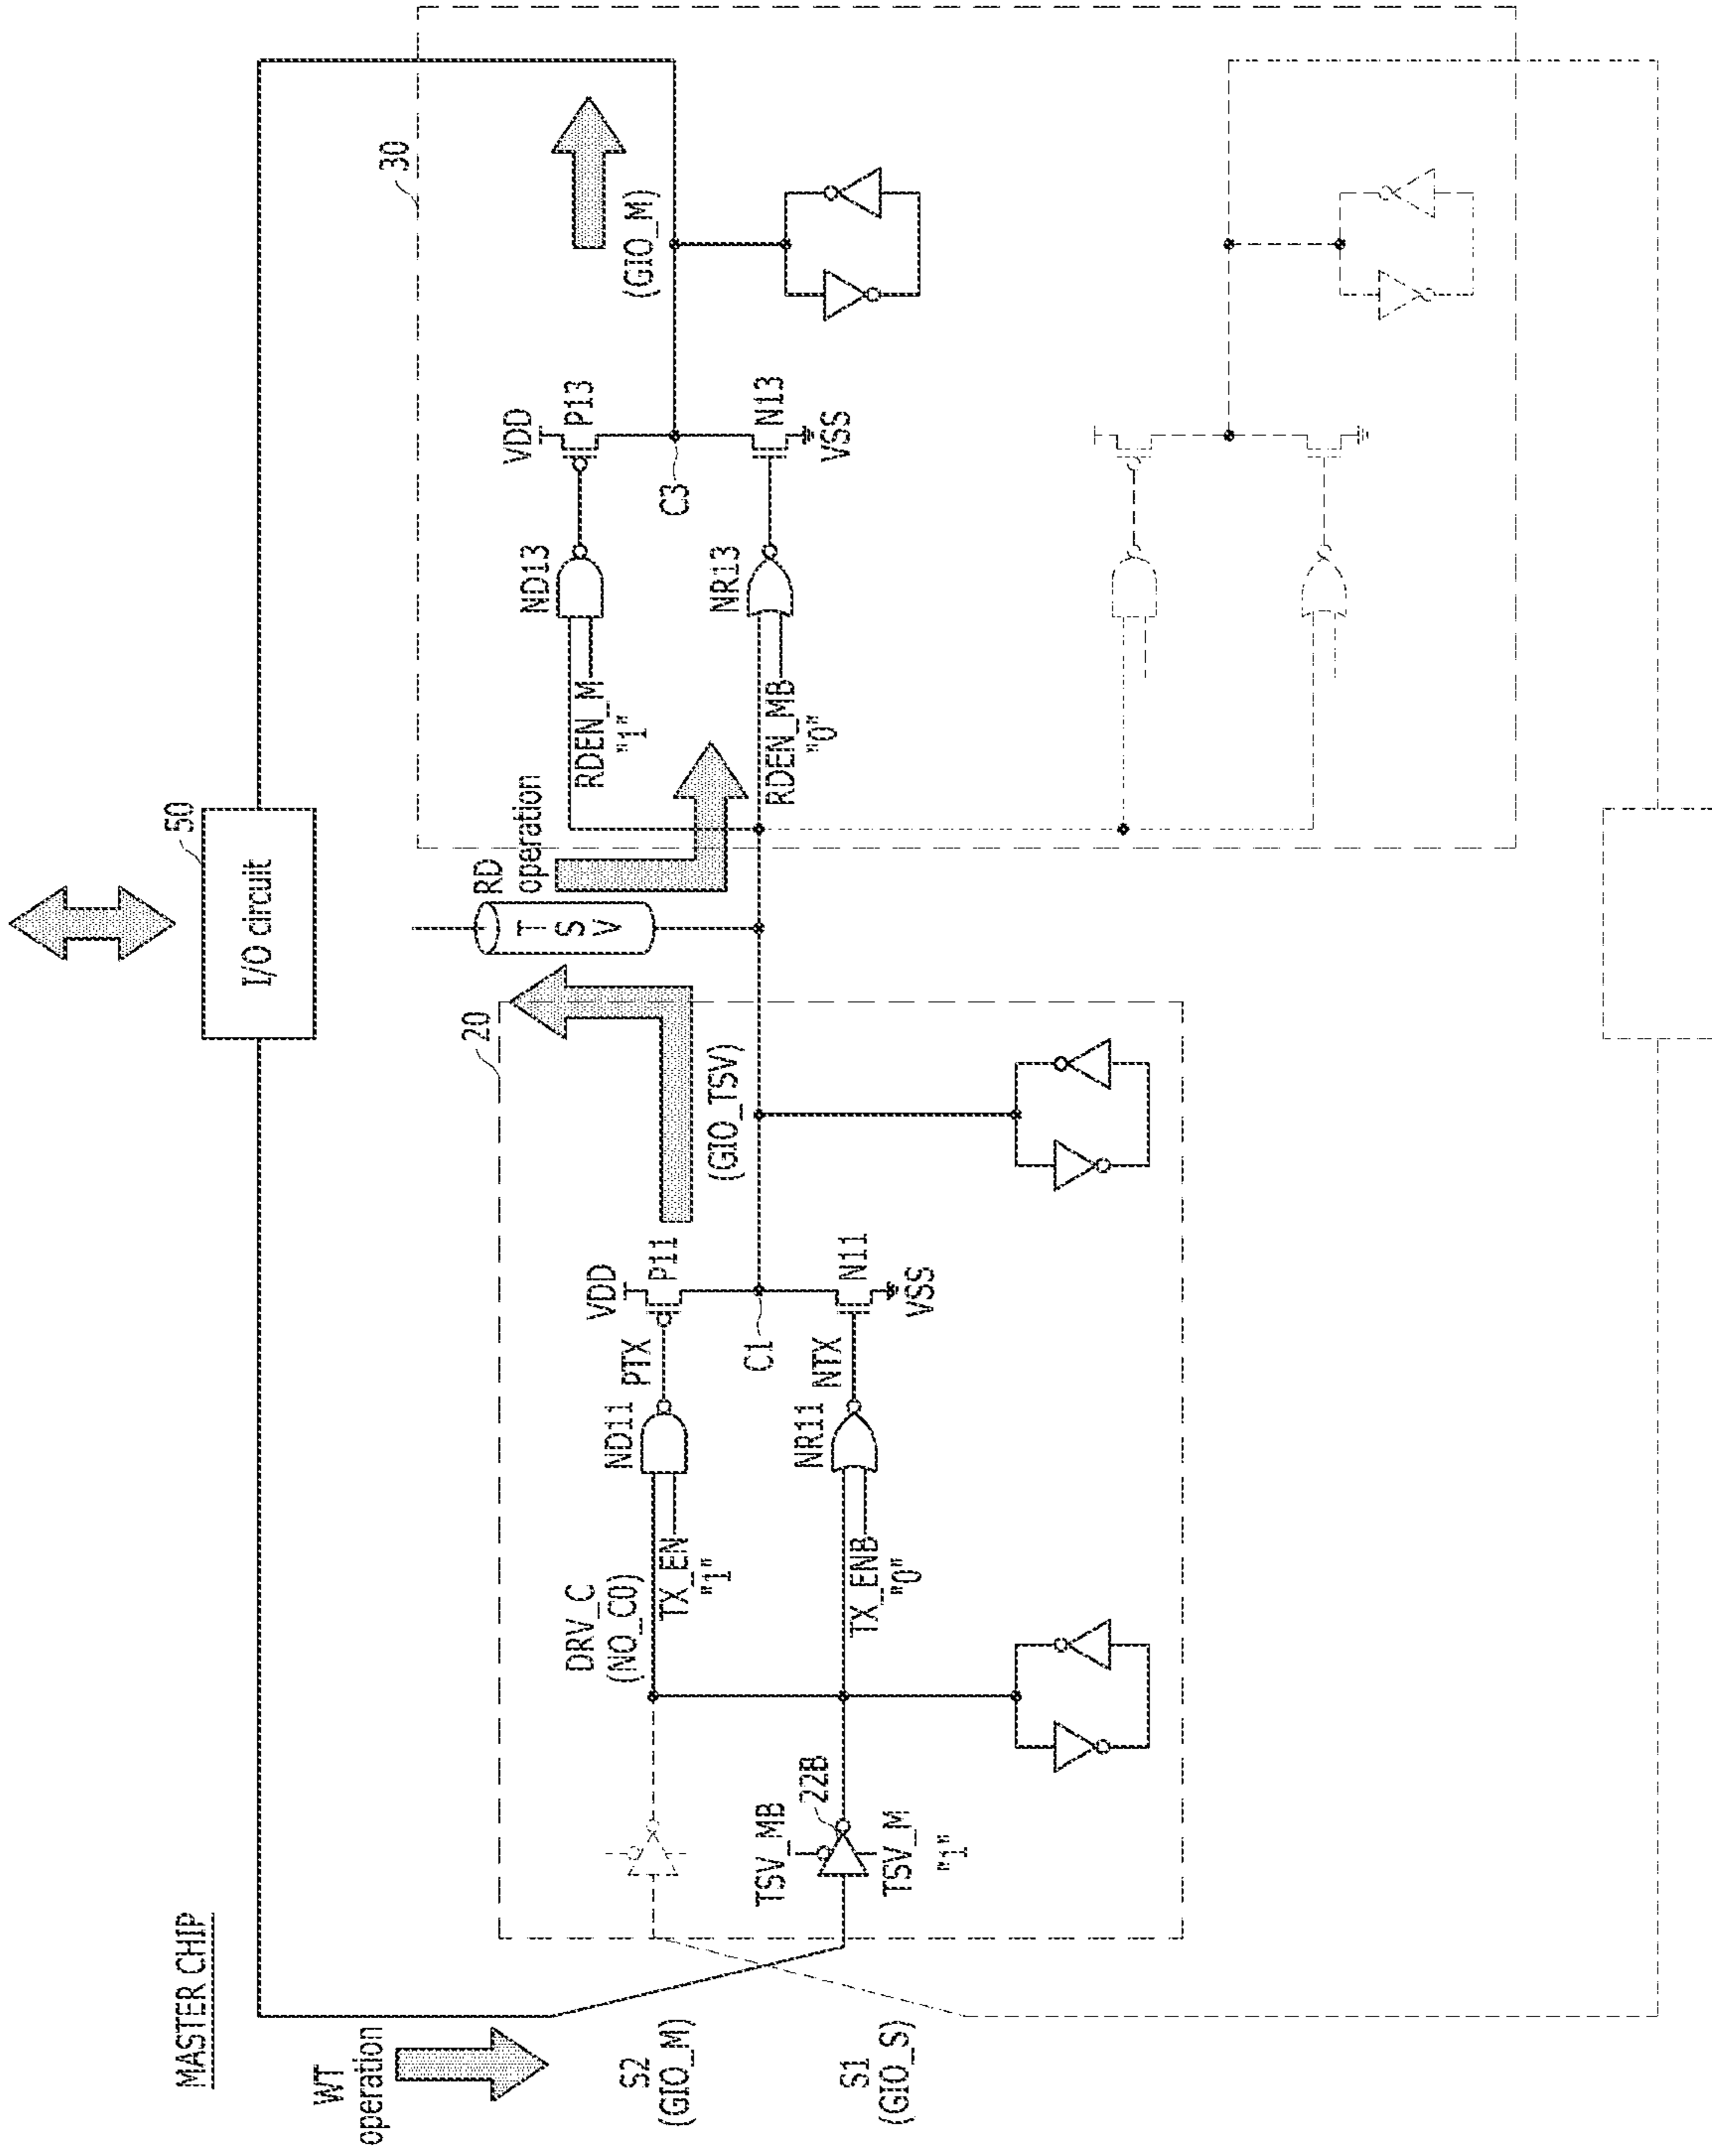 MASTER CHIP
WT
operation
S2
(GIO_M)
S1
(GIO_S)
50
I/O circuit
20
DRV_C
(NO_C0)
TX_EN
"1"
ND11
PTX
VDD
P11
TSV_MB
22B
TSV_M
"1"
TX_ENB
"0"
NR11
NTX
C1
N11
VSS
(GIO_TSV)
TSV
RD
operation
30
RDEN_M
"1"
ND13
VDD
P13
RDEN_MB
"0"
NR13
C3
N13
VSS
(GIO_M)